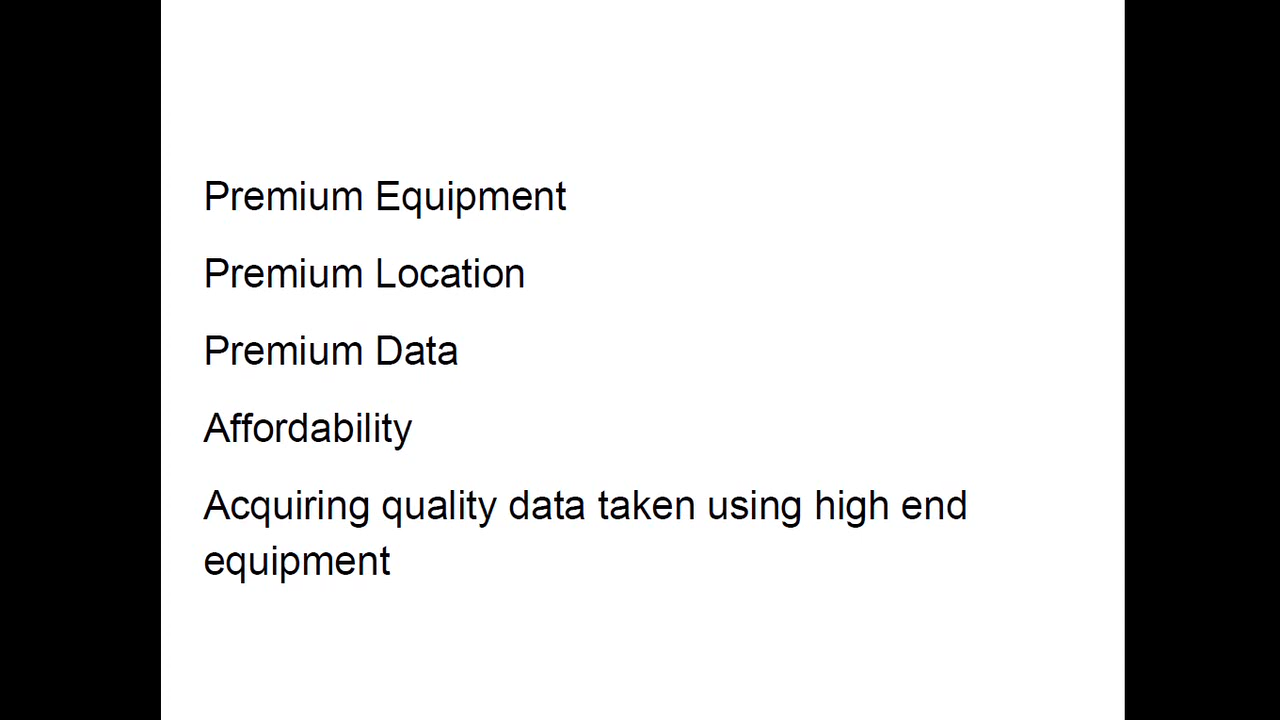 Premium Equipment
Premium Location
Premium Data
Affordability
Acquiring quality data taken using high end
equipment